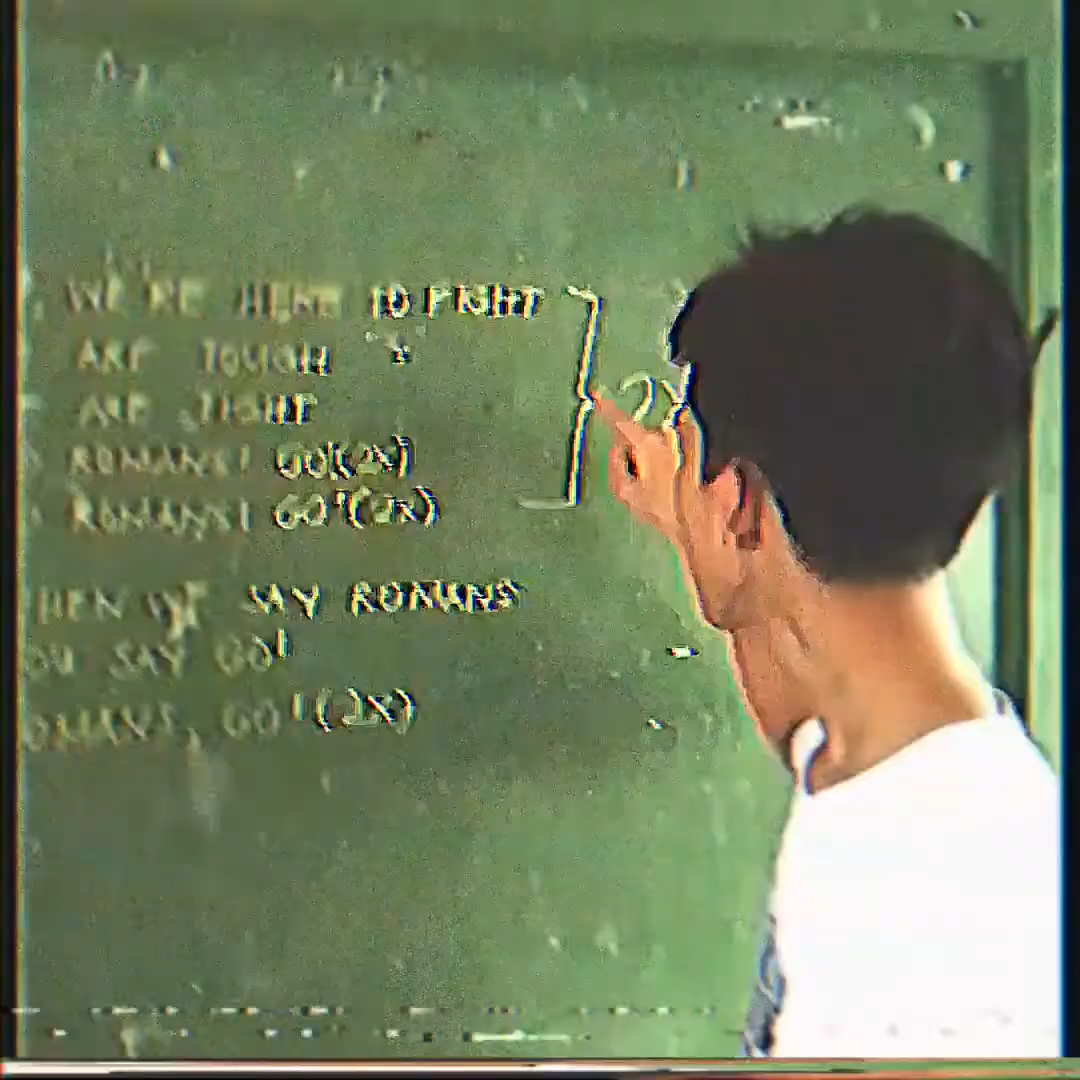 WE'RE HERE TO FIGHT
ARE TOUGH
ARE TIGHT 2X
ROMANS! GO!(2X)
ROMANS! GO!(2X)
WE SAY ROMANS
SAY GO!
GO!(2X)